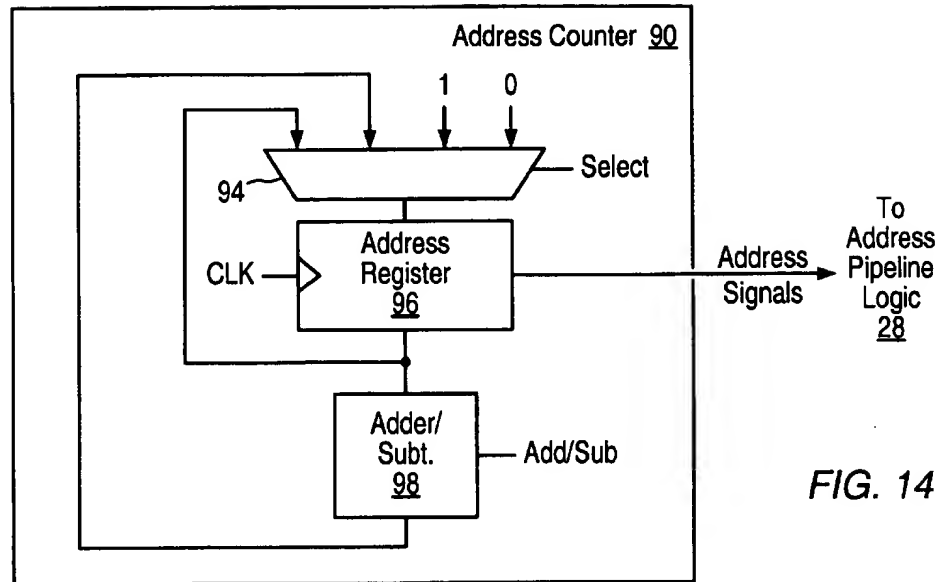 Address Counter 90
1 0
94
Select
Address
Register
96
CLK
Address
Signals
To
Address
Pipeline
Logic
28
Adder/
Subt.
98
Add/Sub
FIG. 14